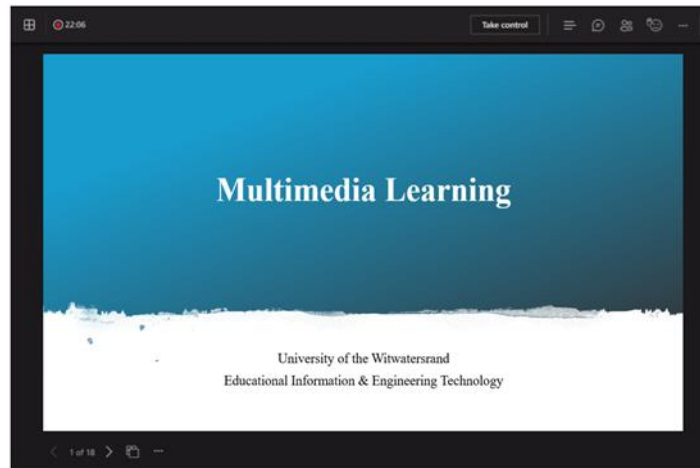 22:06
Take control
Multimedia Learning
University of the Witwatersrand
Educational Information & Engineering Technology
1 of 18